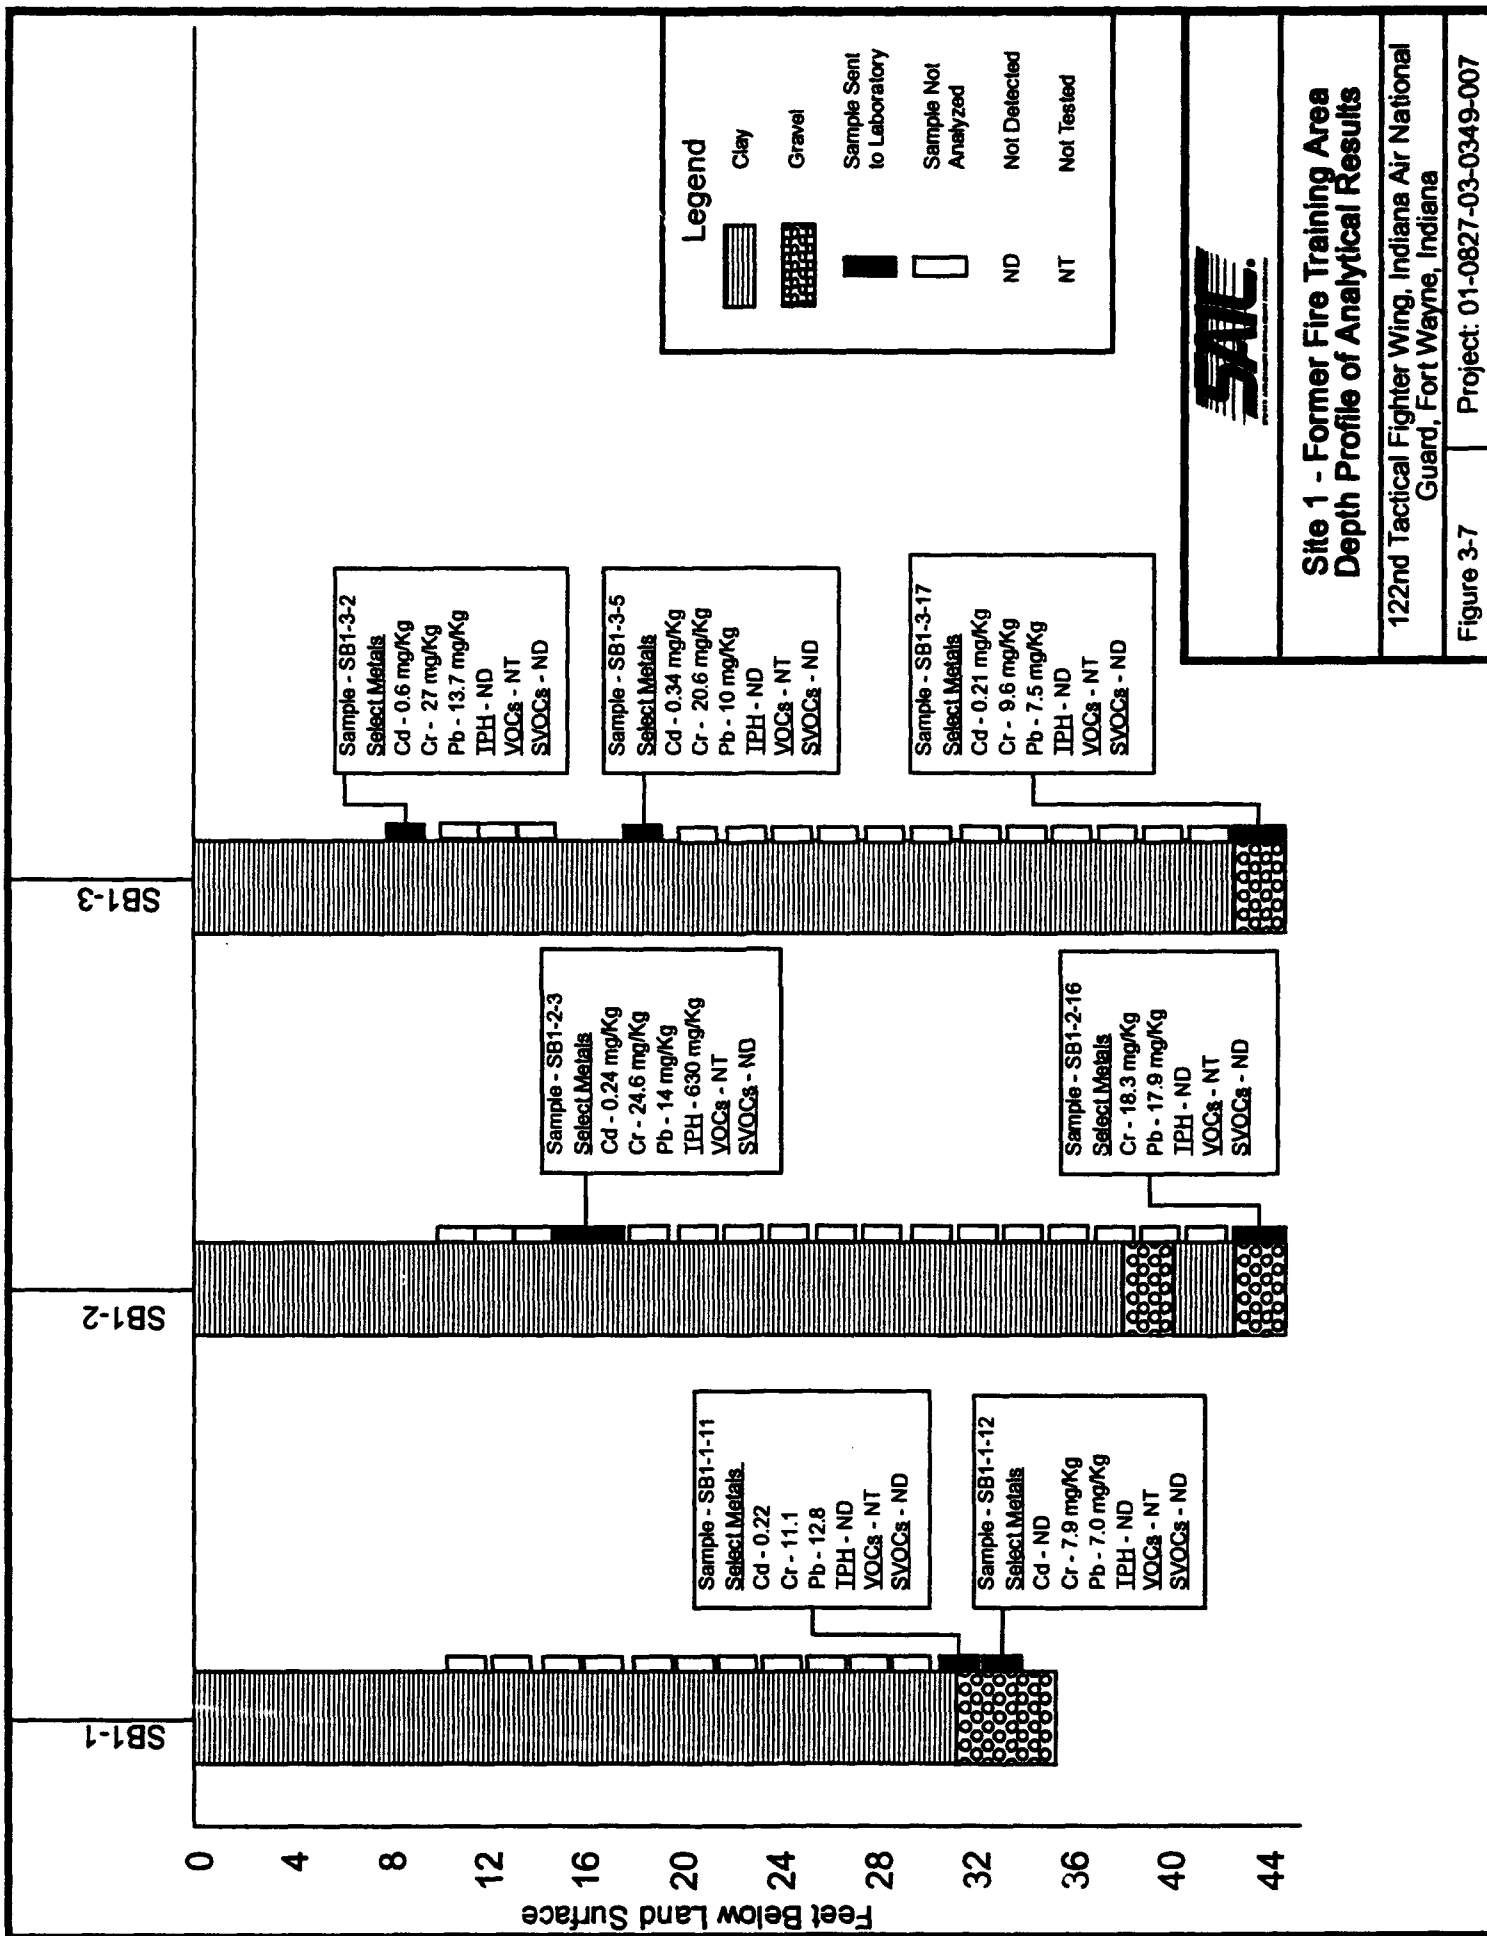 SB1-1
SB1-2
SB1-3
Feet Below Land Surface
0
4
8
12
16
20
24
28
32
36
40
44
Sample - SB1-1-11
Select Metals
Cd - 0.22
Cr - 11.1
Pb - 12.8
TPH - ND
VOCs - NT
SVOCs - ND
Sample - SB1-1-12
Select Metals
Cd - ND
Cr - 7.9 mg/Kg
Pb - 7.0 mg/Kg
TPH - ND
VOCs - NT
SVOCs - ND
Sample - SB1-2-3
Select Metals
Cd - 0.24 mg/Kg
Cr - 24.6 mg/Kg
Pb - 14 mg/Kg
TPH - 630 mg/Kg
VOCs - NT
SVOCs - ND
Sample - SB1-2-16
Select Metals
Cr - 18.3 mg/Kg
Pb - 17.9 mg/Kg
TPH - ND
VOCs - NT
SVOCs - ND
Sample - SB1-3-2
Select Metals
Cd - 0.6 mg/Kg
Cr - 27 mg/Kg
Pb - 13.7 mg/Kg
TPH - ND
VOCs - NT
SVOCs - ND
Sample - SB1-3-5
Select Metals
Cd - 0.34 mg/Kg
Cr - 20.6 mg/Kg
Pb - 10 mg/Kg
TPH - ND
VOCs - NT
SVOCs - ND
Sample - SB1-3-17
Select Metals
Cd - 0.21 mg/Kg
Cr - 9.6 mg/Kg
Pb - 7.5 mg/Kg
TPH - ND
VOCs - NT
SVOCs - ND
Legend
Clay
Gravel
Sample Sent
to Laboratory
Sample Not
Analyzed
ND Not Detected
NT Not Tested
SAIC
Site 1 - Former Fire Training Area
Depth Profile of Analytical Results
122nd Tactical Fighter Wing, Indiana Air National
Guard, Fort Wayne, Indiana
Figure 3-7
Project: 01-0827-03-0349-007